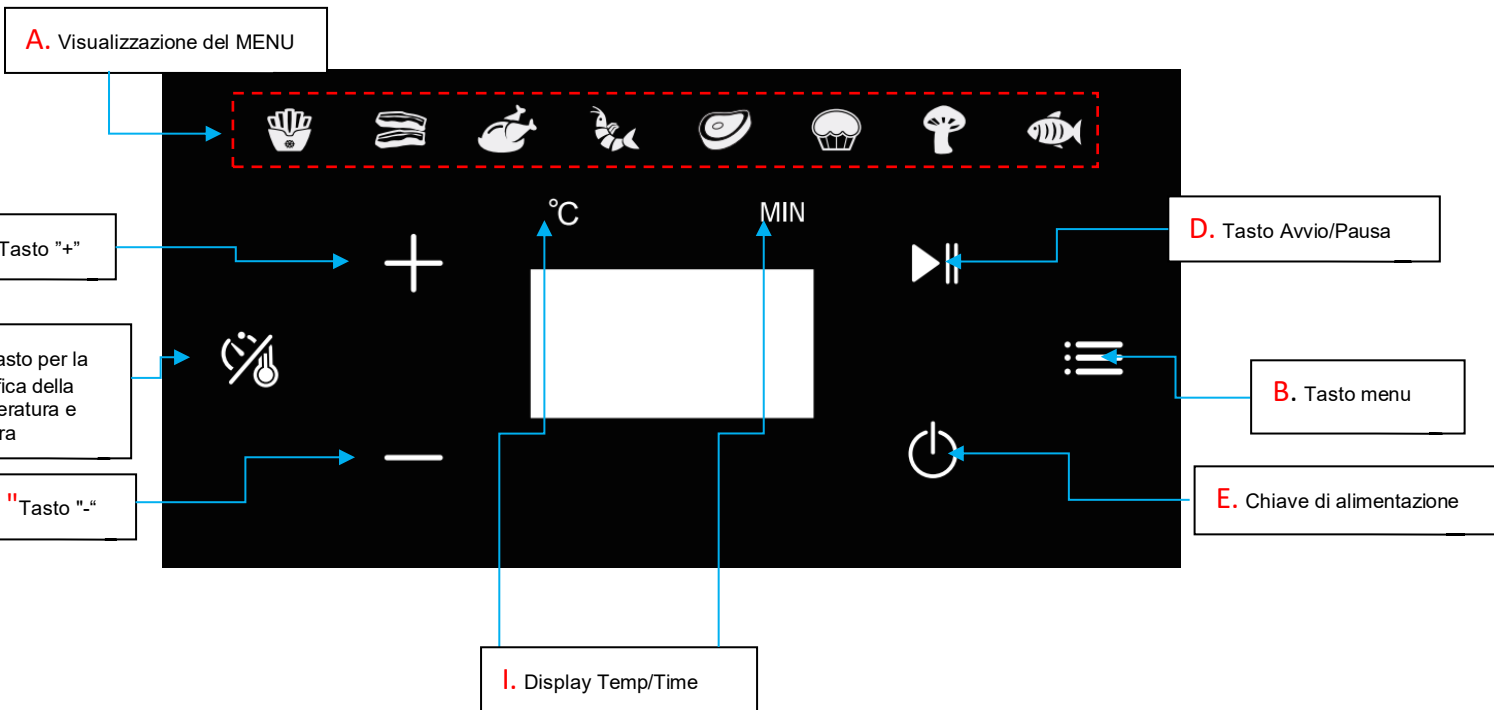 A. Visualizzazione del MENU
°C
MIN
Tasto ”+”
D. Tasto Avvio/Pausa
asto per la
fica della
eratura e
ra
B. Tasto menu
"Tasto "-“
E. Chiave di alimentazione
I. Display Temp/Time